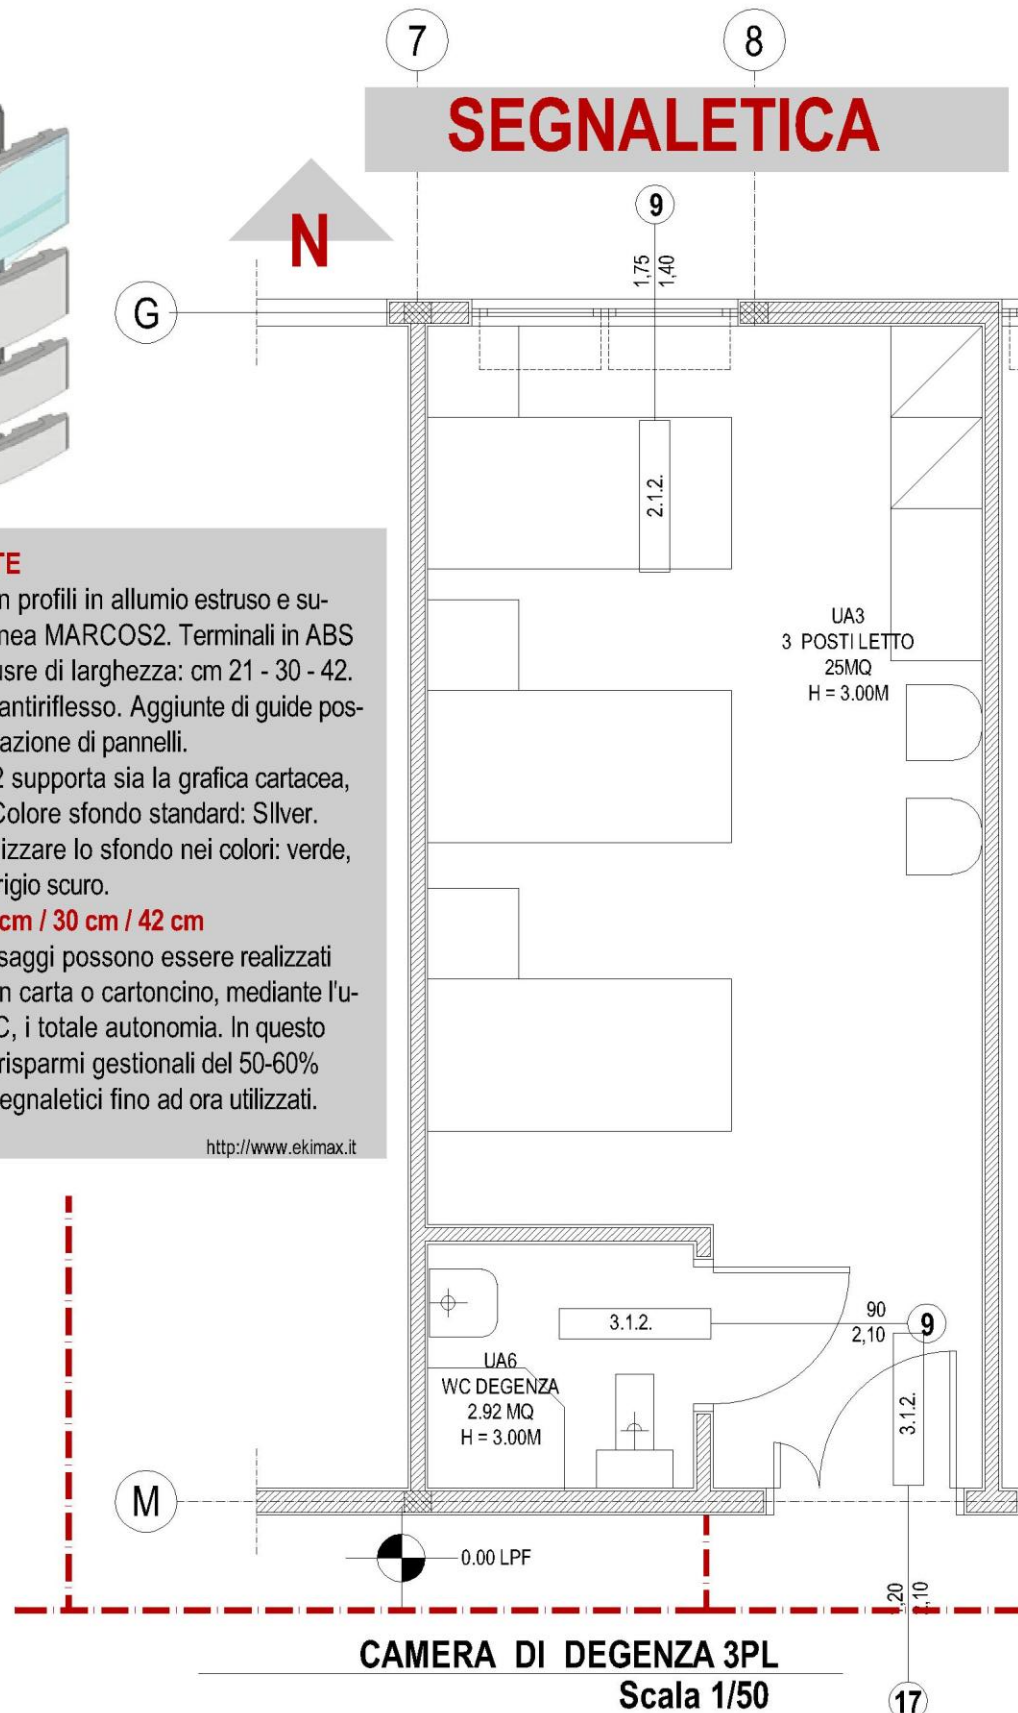 7
8
SEGNALETICA
N
9
1,75
1,40
G
2.1.2.
UA3
3 POSTI LETTO
25MQ
H = 3.00M
TE
n profili in allumio estruso e su-
nea MARCOS2. Terminali in ABS
usre di larghezza: cm 21 - 30 - 42.
antiriflesso. Aggiunte di guide pos-
azione di pannelli.
2 supporta sia la grafica cartacea,
Colore sfondo standard: SIlver.
lizzare lo sfondo nei colori: verde,
rigio scuro.
cm / 30 cm / 42 cm
saggi possono essere realizzati
n carta o cartoncino, mediante l'u-
C, i totale autonomia. In questo
risparmi gestionali del 50-60%
egnaletici fino ad ora utilizzati.
http://www.ekimax.it
3.1.2.
90
2,10
9
UA6
WC DEGENZA
2.92 MQ
H = 3.00M
3.1.2.
M
0.00 LPF
,20
2,10
CAMERA DI DEGENZA 3PL
Scala 1/50
17